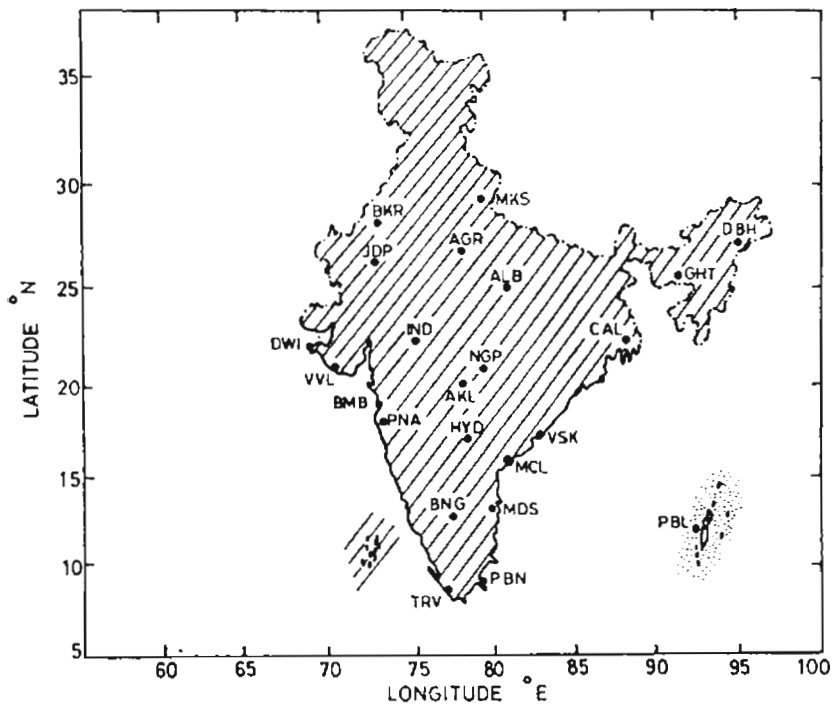 35
30
25
20
15
10
5
LATITUDE °N
MKS
BKR
DBH
AGR
JDP
GHT
ALB
IND
CAL
DWI
NGP
VVL
AKL
BMB
PNA
HYD
VSK
MCL
BNG
MDS
PBL
PBN
TRV
60 65 70 75 80 85 90 95 100
LONGITUDE °E